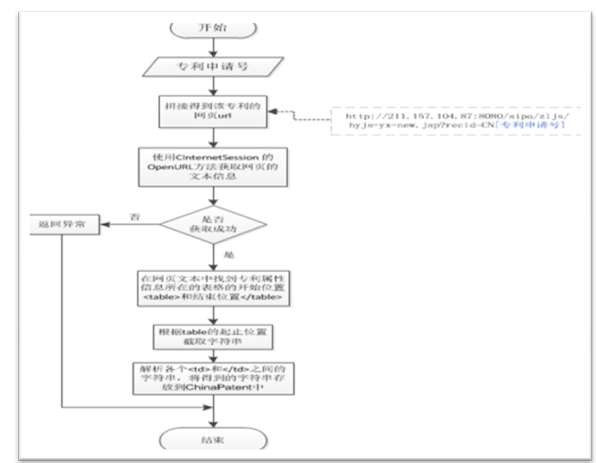 开始
专利申请号
拼接得到该专利的
网页url
http://211.157.104.87:8080/sipo/zljs/
hyjs-yx-new.jsp?recid=CN[专利申请号]
使用CInternetSession 的
OpenURL方法获取网页的
文本信息
是否
获取成功
否
返回异常
是
在网页文本中找到专利属性
信息所在的表格的开始位置
<table>和结束位置</table>
根据table的起止位置
截取字符串
解析各个<td>和</td>之间的
字符串，将得到的字符串存
放到ChinaPatent中
结束